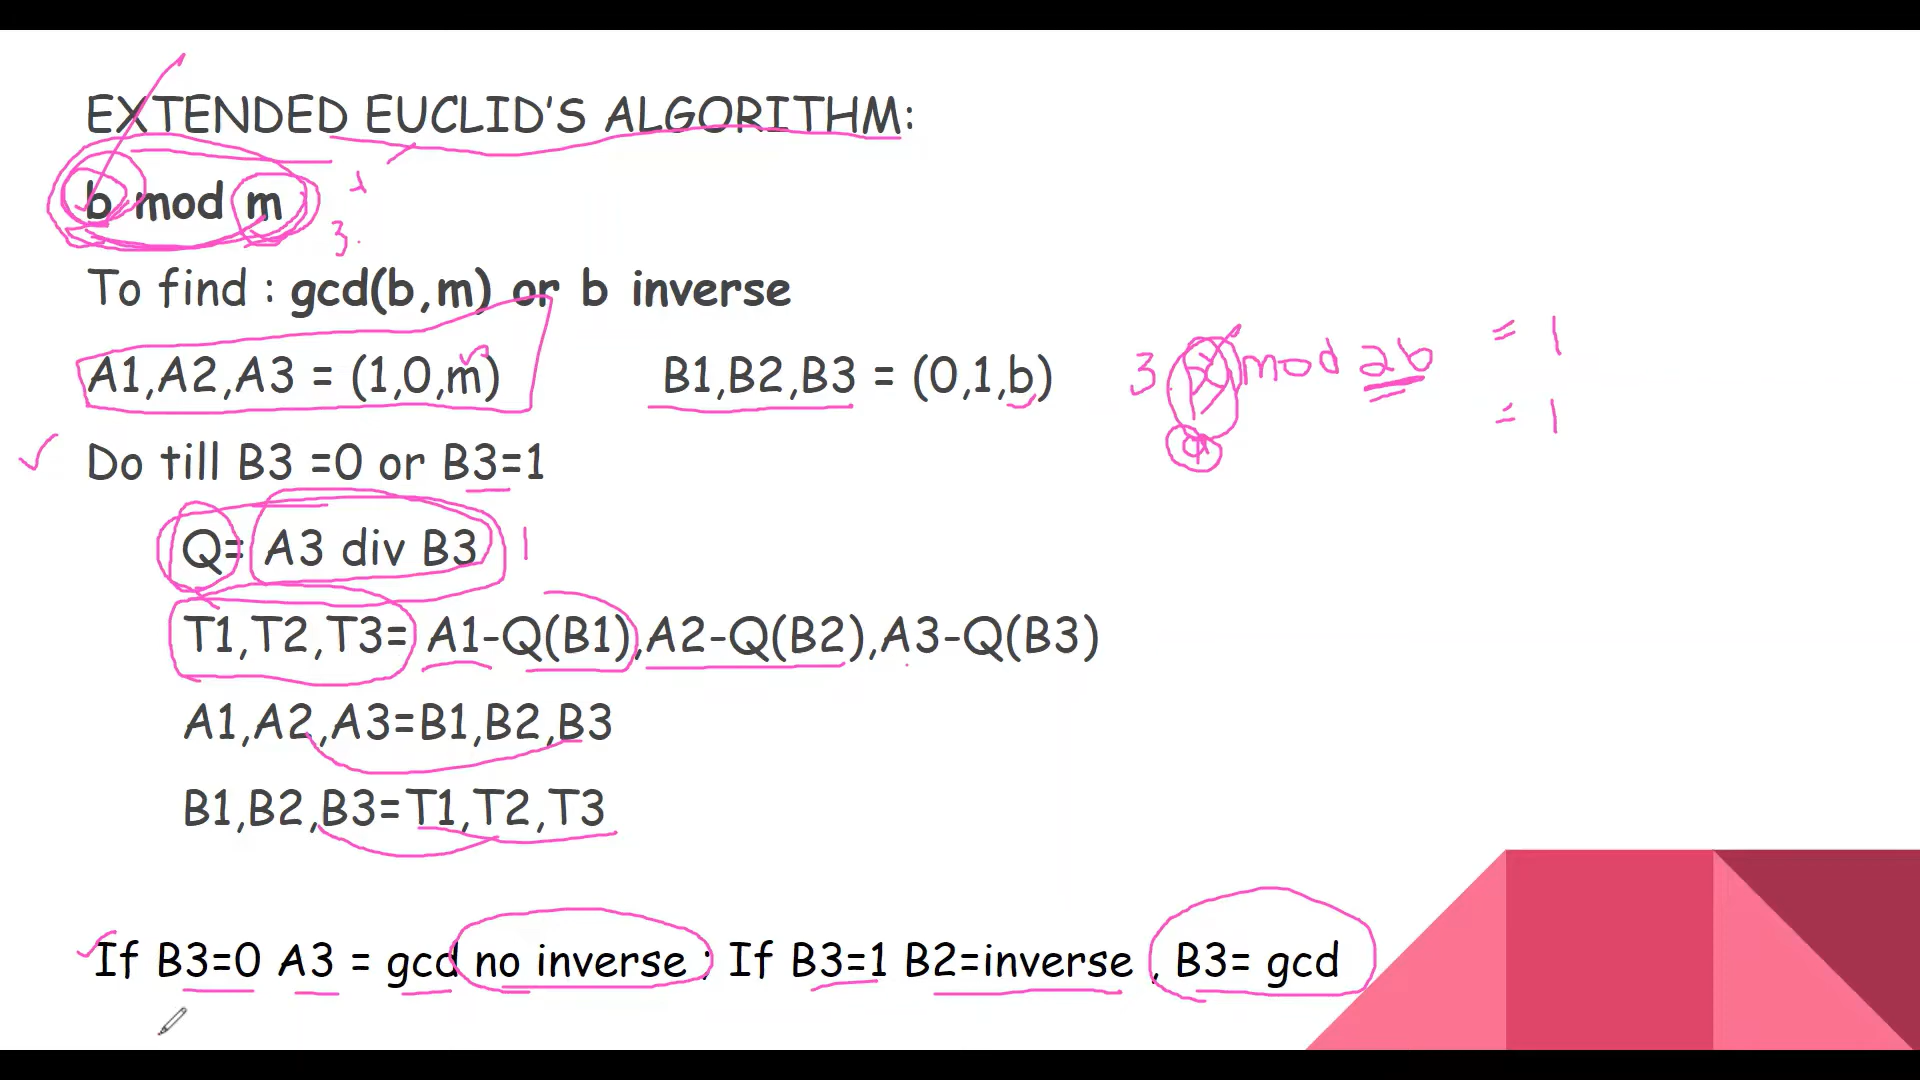 EXTENDED EUCLID'S ALGORITHM:
b mod m
3.
To find : gcd(b,m) or b inverse
A1,A2,A3 = (1,0,m) B1,B2,B3 = (0,1,b)
3 mod 26 = 1
= 1
9
Do till B3 =0 or B3=1
Q= A3 div B3 1
T1,T2,T3= A1-Q(B1),A2-Q(B2),A3-Q(B3)
A1,A2,A3=B1,B2,B3
B1,B2,B3=T1,T2,T3
If B3=0 A3 = gcd no inverse ; If B3=1 B2=inverse , B3= gcd